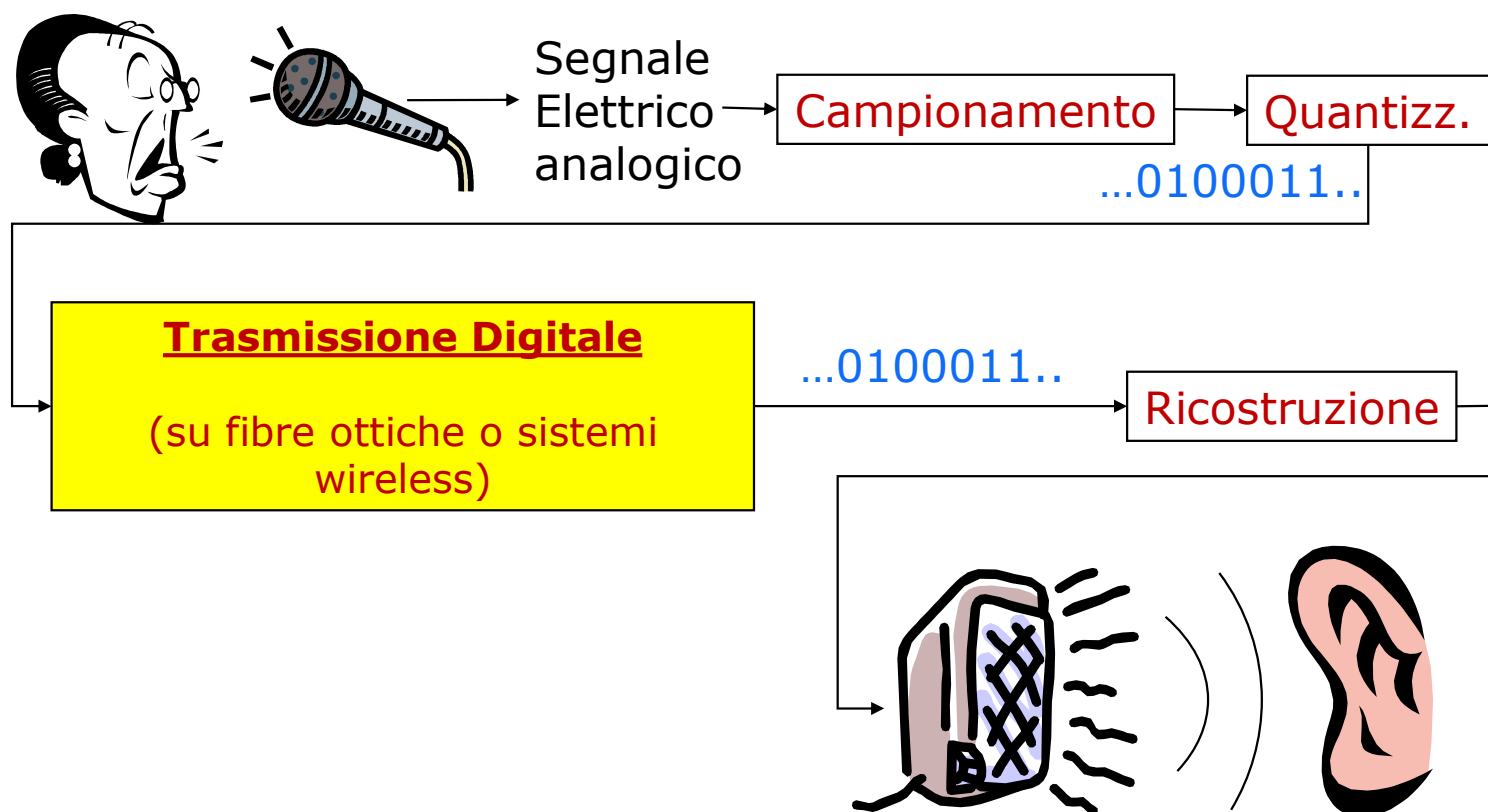 Segnale
Elettrico
analogico
Campionamento
Quantizz.
...0100011..
Trasmissione Digitale
(su fibre ottiche o sistemi
wireless)
...0100011..
Ricostruzione